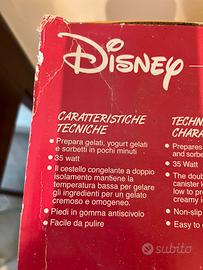 Disney
CARATTERISTICHE
TECNICHE
• Prepara gelati, yogurt gelati
e sorbetti in pochi minuti
• 35 watt
• Il cestello congelante a doppio
isolamento mantiene la
temperatura bassa per gelare
gli ingredienti per un gelato
cremoso e omogeneo.
• Piedi in gomma antiscivolo
• Facile da pulire
TECHN
CHARA
• Prepares
and sorbe
• 35 Watt
• The doub
canister k
low to pre
creamy i
• Non-slip
• Easy to
subito